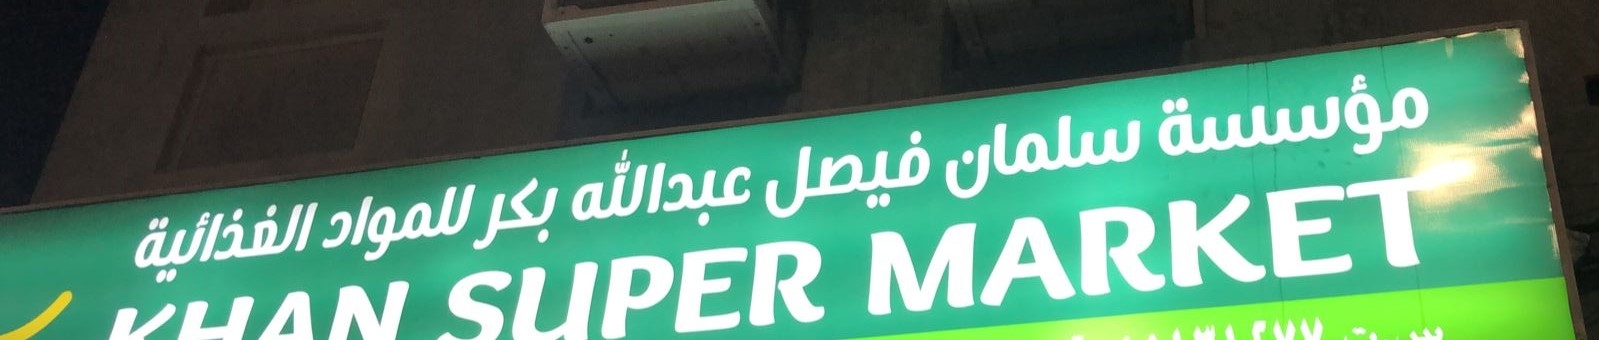 مؤسسة سلمان فيصل عبدالله بكر للمواد الغذائية
KHAN SUPER MARKET